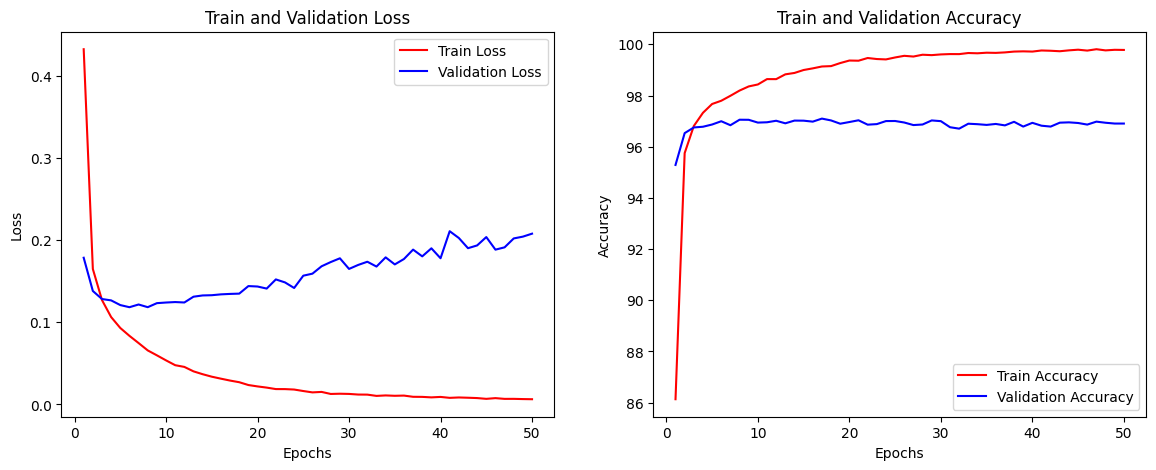 Train and Validation Loss
Train Loss
Validation Loss
0.4
0.3
0.2
0.1
0.0
Loss
0
10
20
30
40
50
Epochs
Train and Validation Accuracy
100
98
96
94
92
90
88
86
Accuracy
Train Accuracy
Validation Accuracy
0
10
20
30
40
50
Epochs